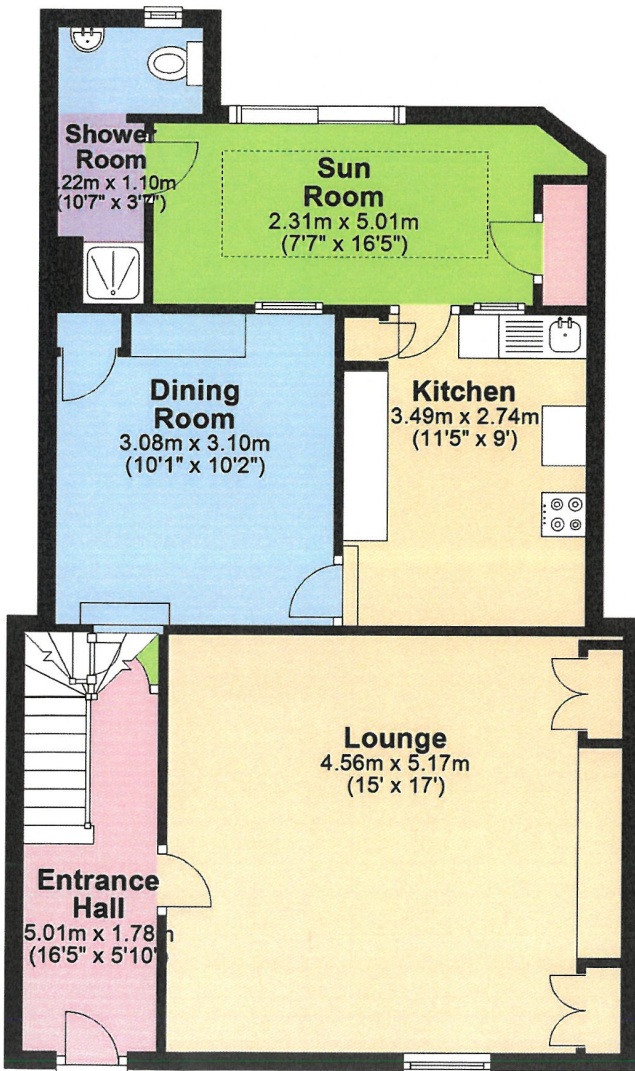 Shower
Room
.22m x 1.10m
(10'7" x 3'7")
Sun
Room
2.31m x 5.01m
(7'7" x 16'5")
Dining
Room
3.08m x 3.10m
(10'1" x 10'2")
Kitchen
3.49m x 2.74m
(11'5" x 9')
Lounge
4.56m x 5.17m
(15' x 17')
Entrance
Hall
5.01m x 1.78m
(16'5" x 5'10")